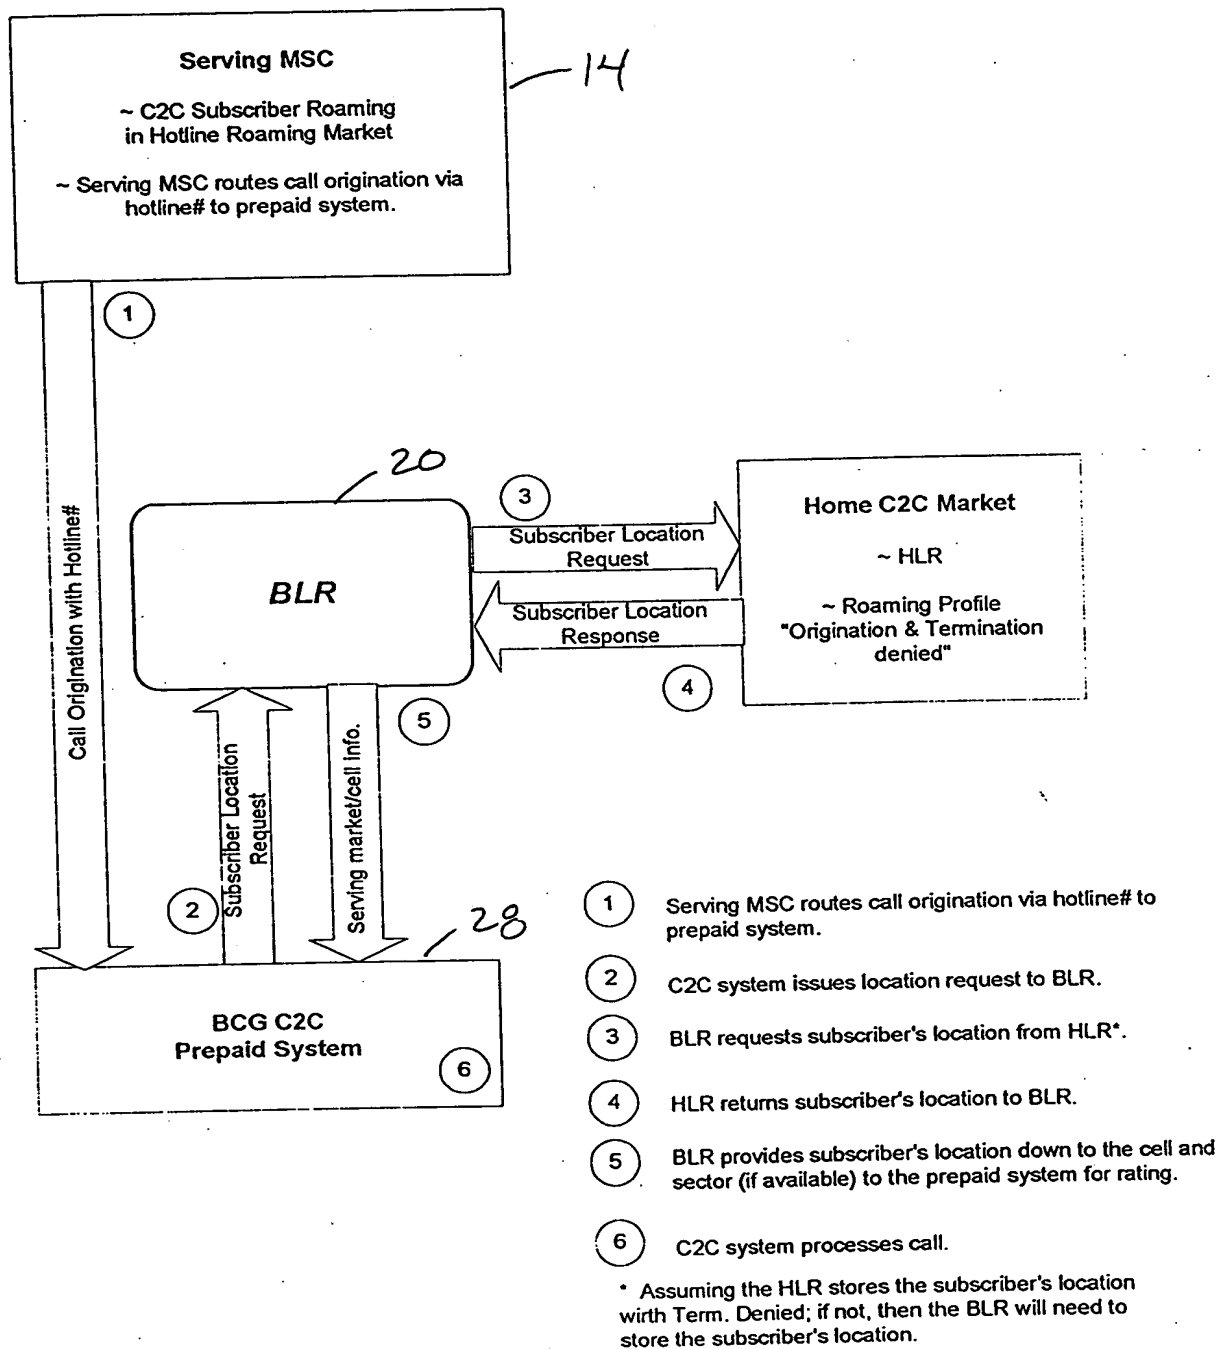 Serving MSC
~ C2C Subscriber Roaming
in Hotline Roaming Market
~ Serving MSC routes call origination via
hotline# to prepaid system.
14
1
Call Origination with Hotline#
20
BLR
3
Subscriber Location
Request
Subscriber Location
Response
4
Home C2C Market
~ HLR
~ Roaming Profile
"Origination & Termination
denied"
5
2
Subscriber Location
Request
Serving market/cell info.
28
BCG C2C
Prepaid System
6
1 Serving MSC routes call origination via hotline# to
prepaid system.
2 C2C system issues location request to BLR.
3 BLR requests subscriber's location from HLR*.
4 HLR returns subscriber's location to BLR.
5 BLR provides subscriber's location down to the cell and
sector (if available) to the prepaid system for rating.
6 C2C system processes call.
* Assuming the HLR stores the subscriber's location
wirth Term. Denied; if not, then the BLR will need to
store the subscriber's location.